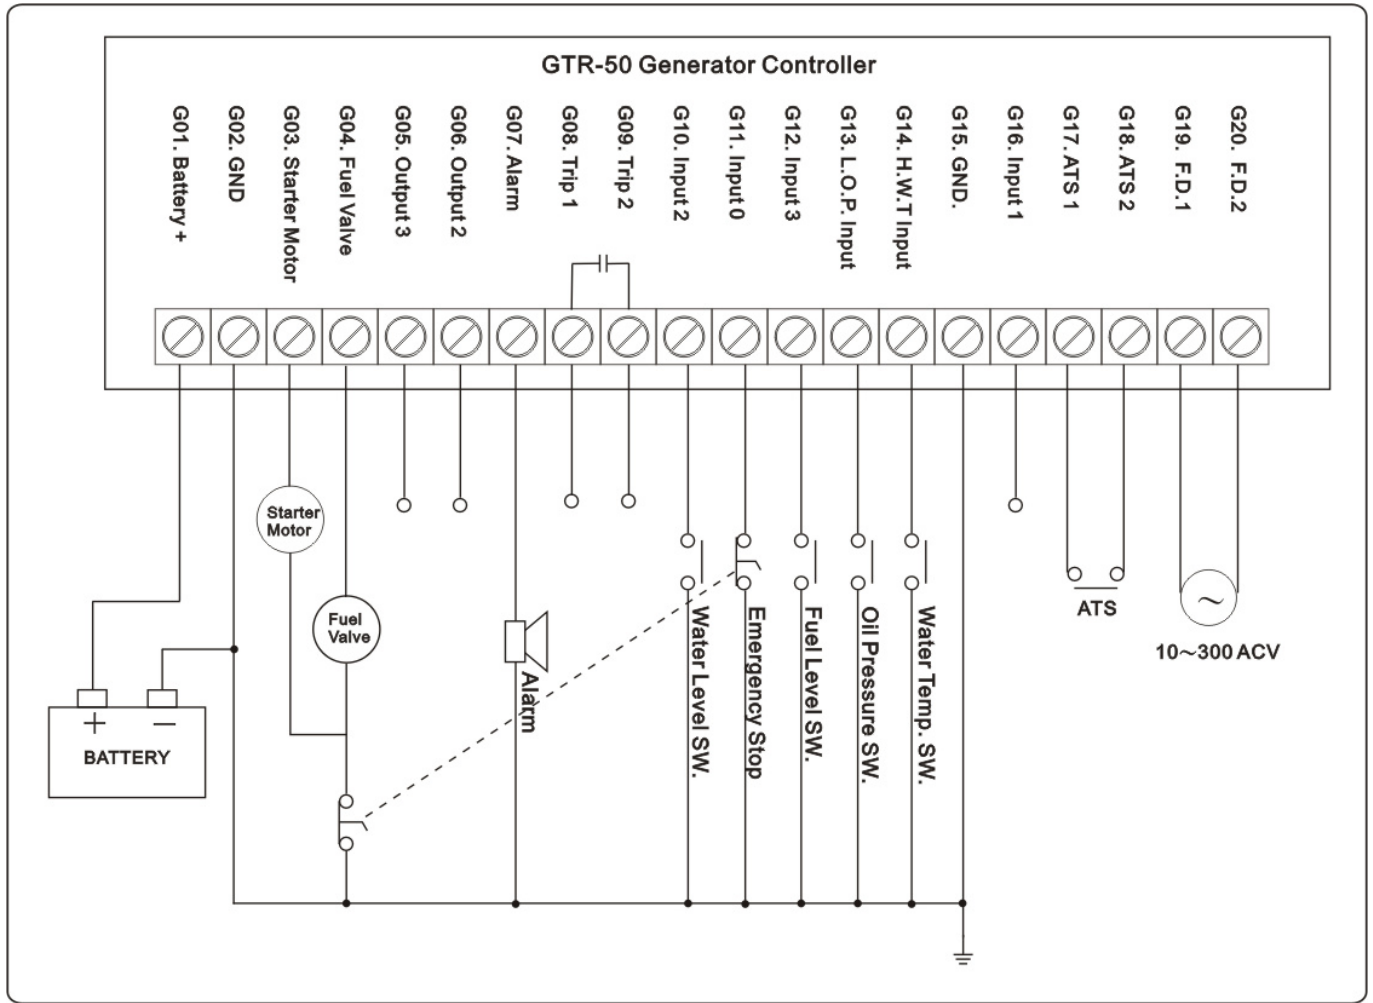 GTR-50 Generator Controller
G01. Battery +
G02. GND
G03. Starter Motor
G04. Fuel Valve
G05. Output 3
G06. Output 2
G07. Alarm
G08. Trip 1
G09. Trip 2
G10. Input 2
G11. Input 0
G12. Input 3
G13. L.O.P. Input
G14. H.W.T Input
G15. GND.
G16. Input 1
G17. ATS 1
G18. ATS 2
G19. F.D.1
G20. F.D.2
Starter
Motor
Fuel
Valve
Alarm
Water Level SW.
Emergency Stop
Fuel Level SW.
Oil Pressure SW.
Water Temp. SW.
ATS
~
10~300 ACV
+ −
BATTERY